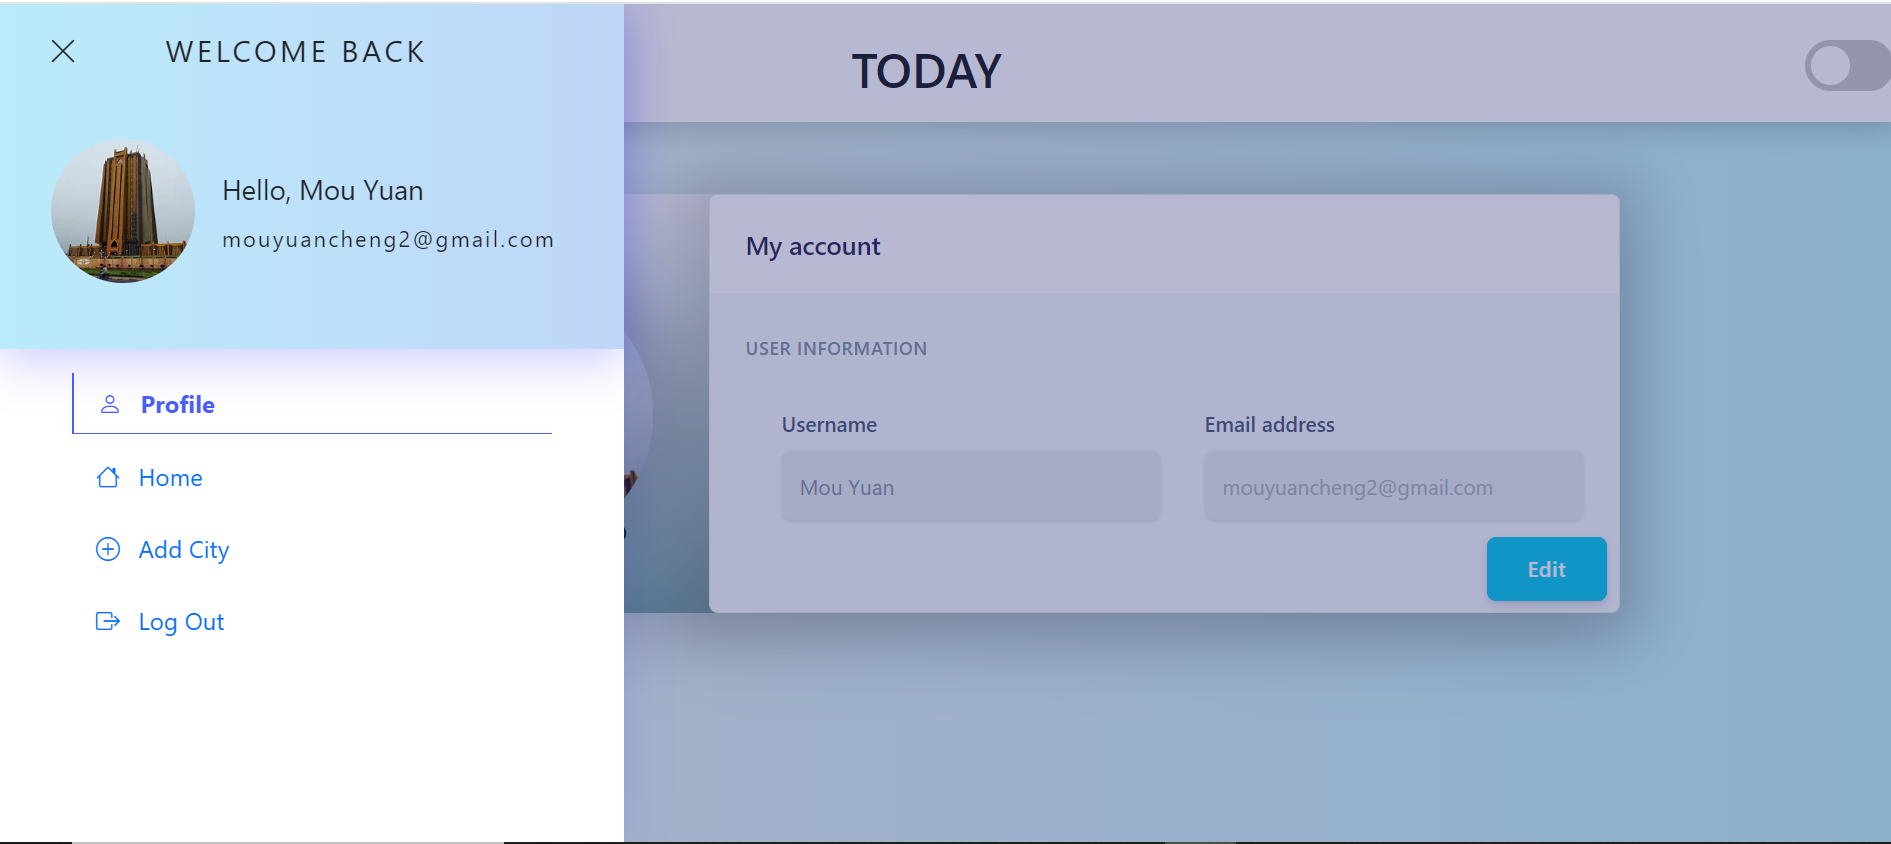 WELCOME BACK
Hello, Mou Yuan
mouyuancheng2@gmail.com
Profile
Home
Add City
Log Out
TODAY
My account
USER INFORMATION
Username
Email address
Mou Yuan
mouyuancheng2@gmail.com
Edit